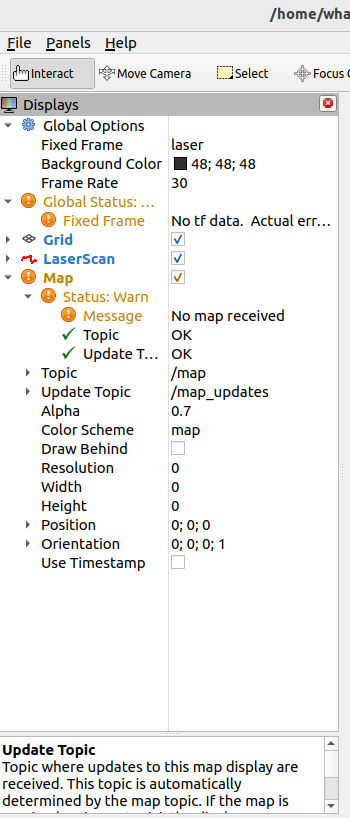 /home/wha
File Panels Help
Interact Move Camera Select Focus C
Displays
Global Options
Fixed Frame laser
Background Color 48; 48; 48
Frame Rate 30
Global Status: ...
Fixed Frame No tf data. Actual err...
Grid
LaserScan
Map
Status: Warn
Message No map received
Topic OK
Update T... OK
Topic /map
Update Topic /map_updates
Alpha 0.7
Color Scheme map
Draw Behind
Resolution 0
Width 0
Height 0
Position 0; 0; 0
Orientation 0; 0; 0; 1
Use Timestamp
Update Topic
Topic where updates to this map display are
received. This topic is automatically
determined by the map topic. If the map is